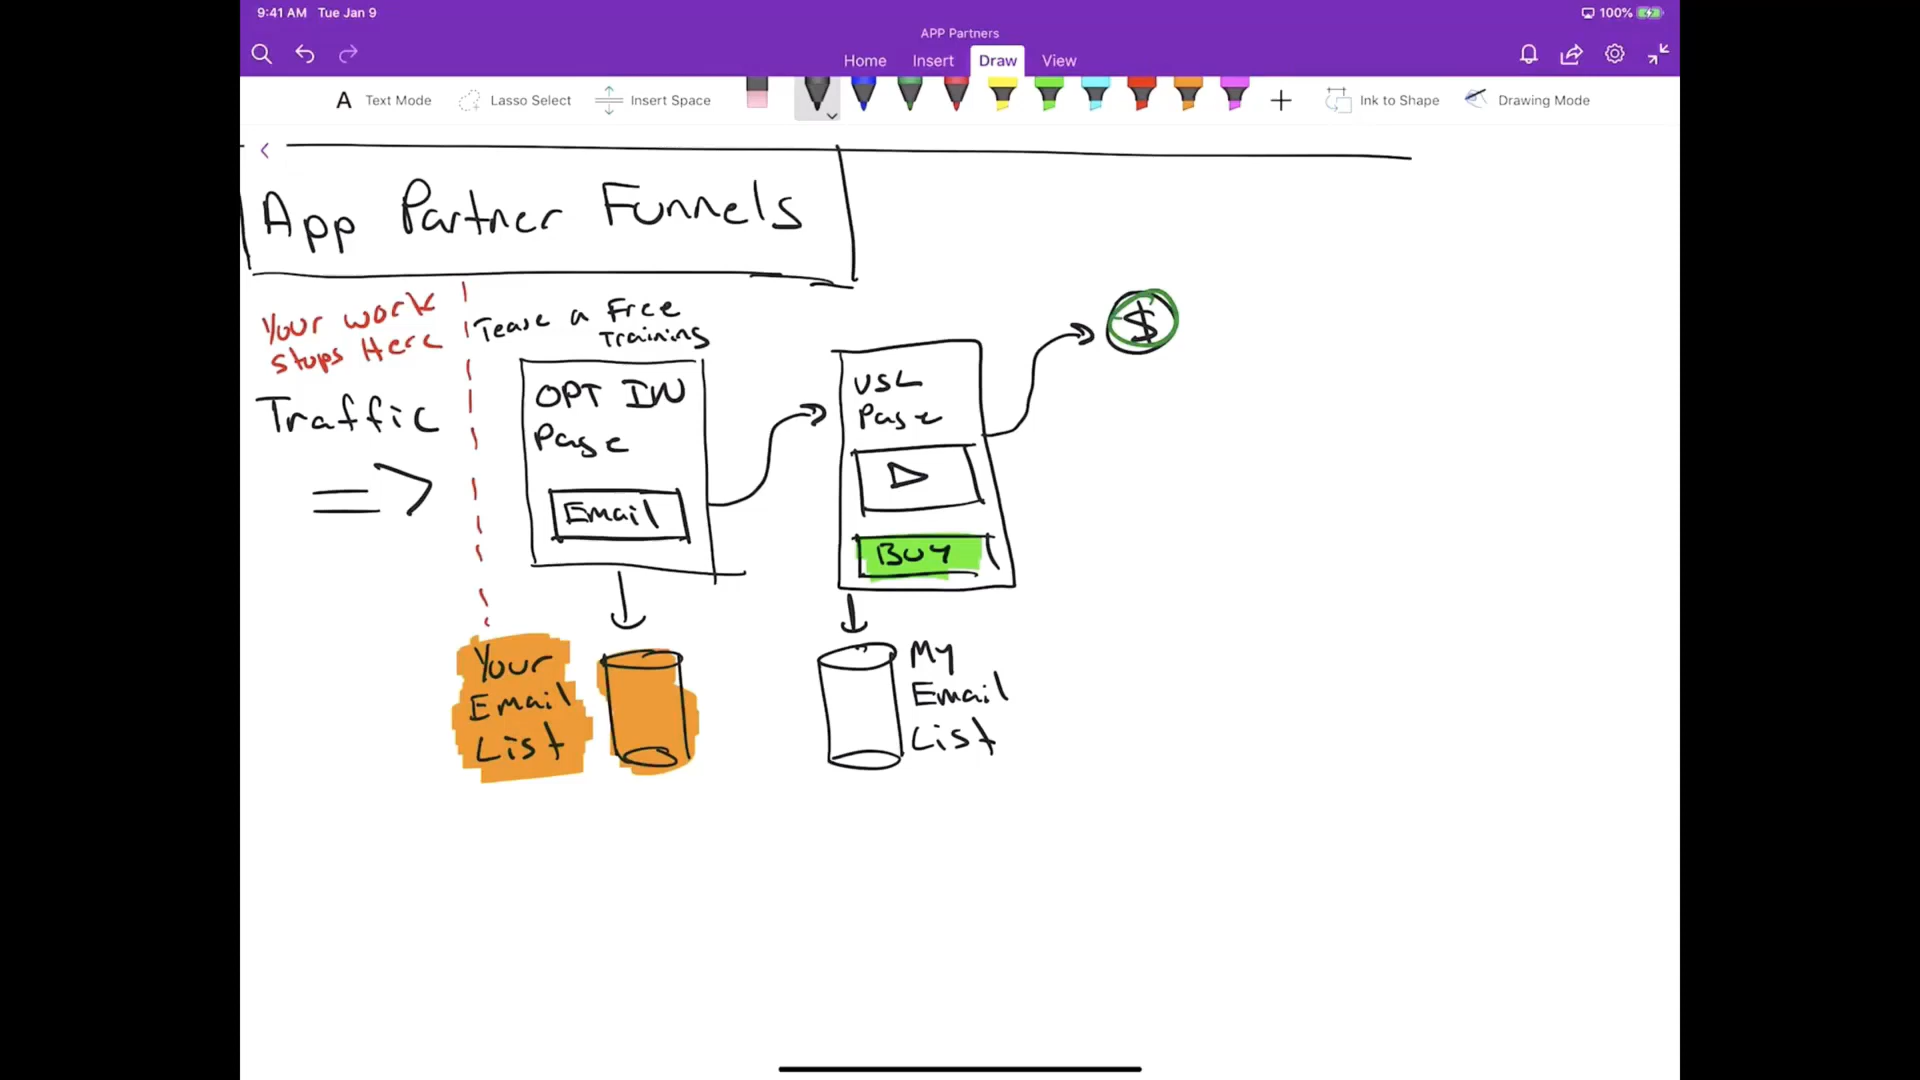 9:41 AM Tue Jan 9
100%
APP Partners
Home Insert Draw View
A Text Mode Lasso Select Insert Space Ink to Shape Drawing Mode
App Partner Funnels
Your work
Stops Here
Tease a Free
Training
$
Traffic
=>
OPT IN
Page
Email
VSL
Page
BUY
Your
Email
List
My
Email
List